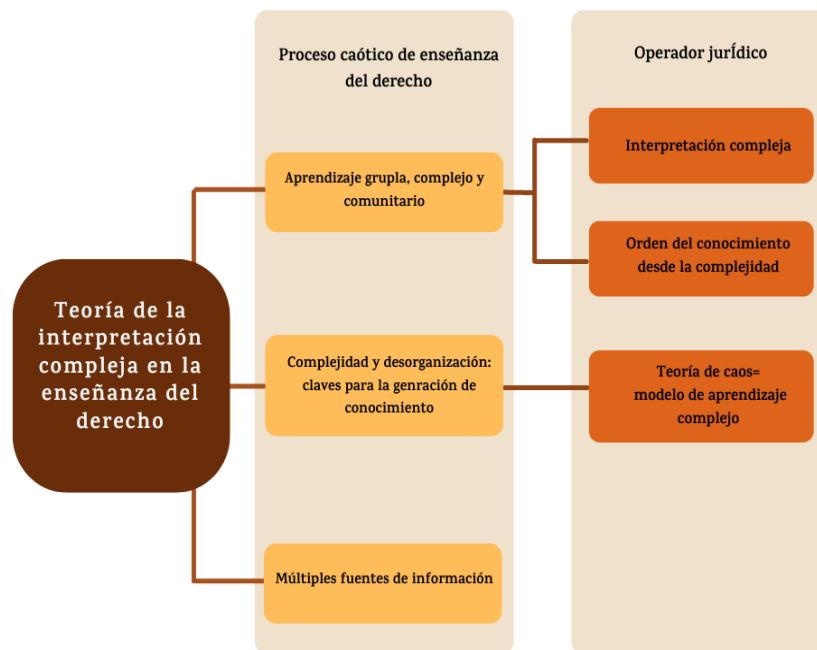 Teoría de la
interpretación
compleja en la
enseñanza del
derecho
Proceso caótico de enseñanza
del derecho
Aprendizaje grupla, complejo y
comunitario
Complejidad y desorganización:
claves para la genración de
conocimiento
Múltiples fuentes de información
Operador jurÍdico
Interpretación compleja
Orden del conocimiento
desde la complejidad
Teoría de caos=
modelo de aprendizaje
complejo